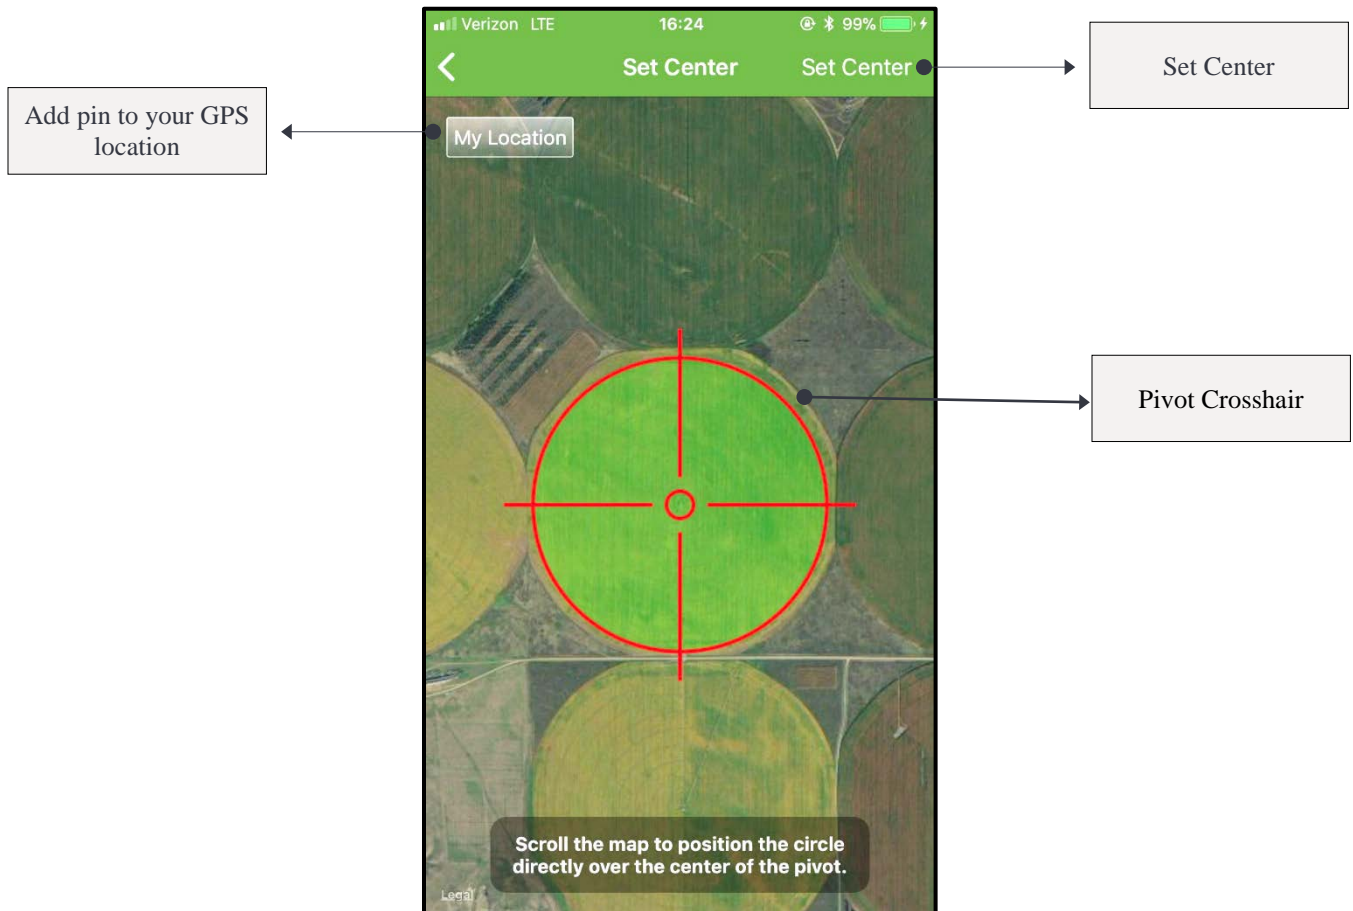 Verizon LTE 16:24 99%
Set Center Set Center
Set Center
Add pin to your GPS
location
My Location
Pivot Crosshair
Scroll the map to position the circle
directly over the center of the pivot.
Legal